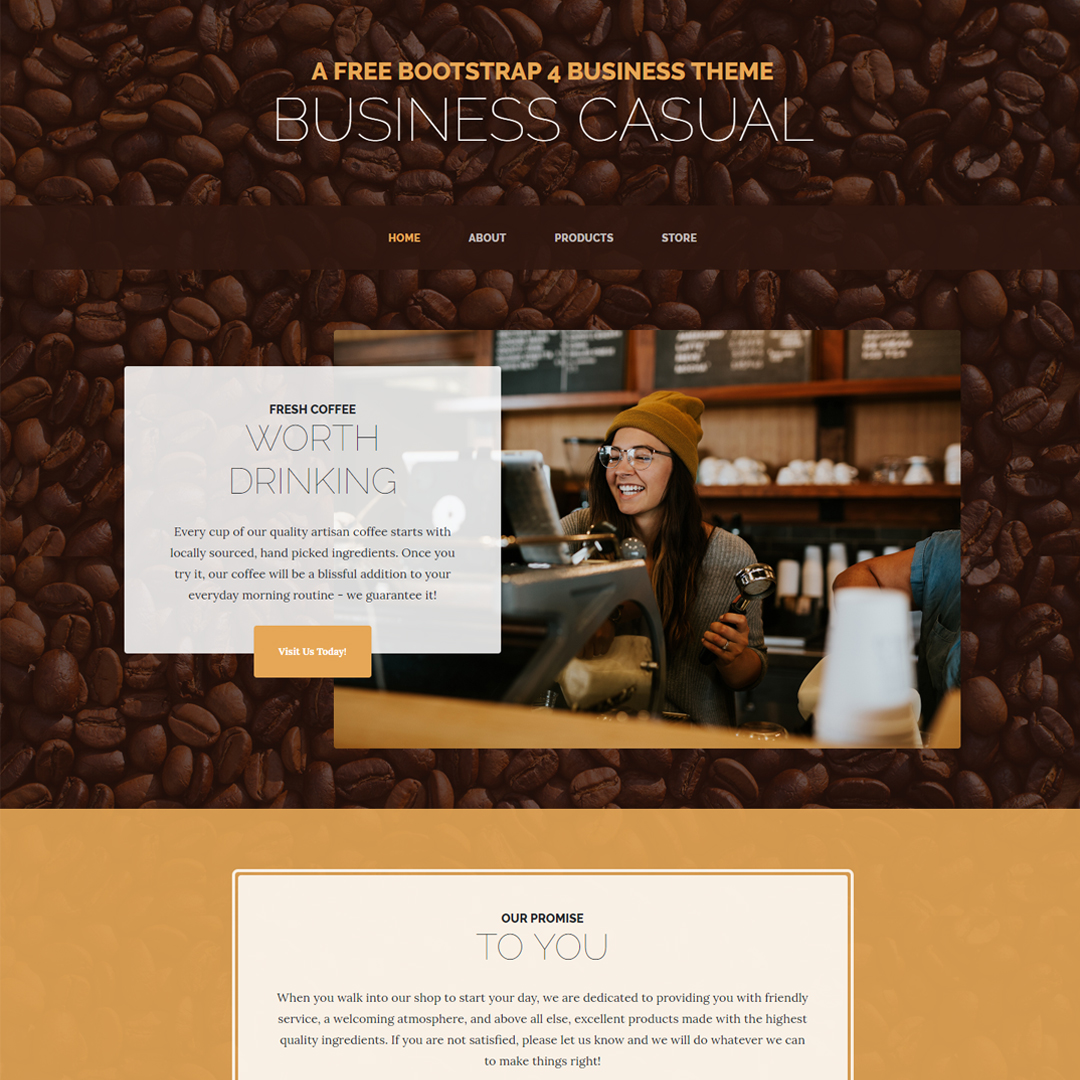 A FREE BOOTSTRAP 4 BUSINESS THEME
BUSINESS CASUAL
HOME ABOUT PRODUCTS STORE
FRESH COFFEE
WORTH
DRINKING
Every cup of our quality artisan coffee starts with
locally sourced, hand picked ingredients. Once you
try it, our coffee will be a blissful addition to your
everyday morning routine - we guarantee it!
Visit Us Today!
OUR PROMISE
TO YOU
When you walk into our shop to start your day, we are dedicated to providing you with friendly
service, a welcoming atmosphere, and above all else, excellent products made with the highest
quality ingredients. If you are not satisfied, please let us know and we will do whatever we can
to make things right!